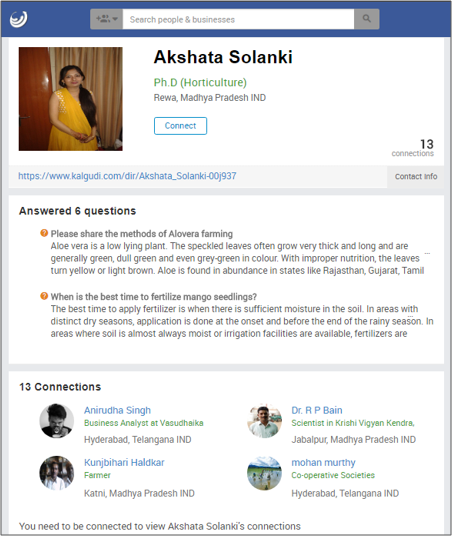 Search people & businesses
Akshata Solanki
Ph.D (Horticulture)
Rewa, Madhya Pradesh IND
Connect
13
connections
https://www.kalgudi.com/dir/Akshata_Solanki-00j937
Contact Info
Answered 6 questions
Please share the methods of Alovera farming
Aloe vera is a low lying plant. The speckled leaves often grow very thick and long and are
generally green, dull green and even grey-green in colour. With improper nutrition, the leaves ...
turn yellow or light brown. Aloe is found in abundance in states like Rajasthan, Gujarat, Tamil
When is the best time to fertilize mango seedlings?
The best time to apply fertilizer is when there is sufficient moisture in the soil. In areas with
distinct dry seasons, application is done at the onset and before the end of the rainy season. In ...
areas where soil is almost always moist or irrigation facilities are available, fertilizers are
13 Connections
Anirudha Singh
Business Analyst at Vasudhaika
Hyderabad, Telangana IND
Dr. R P Bain
Scientist in Krishi Vigyan Kendra,
Jabalpur, Madhya Pradesh IND
Kunjbihari Haldkar
Farmer
Katni, Madhya Pradesh IND
mohan murthy
Co-operative Societies
Hyderabad, Telangana IND
You need to be connected to view Akshata Solanki's connections